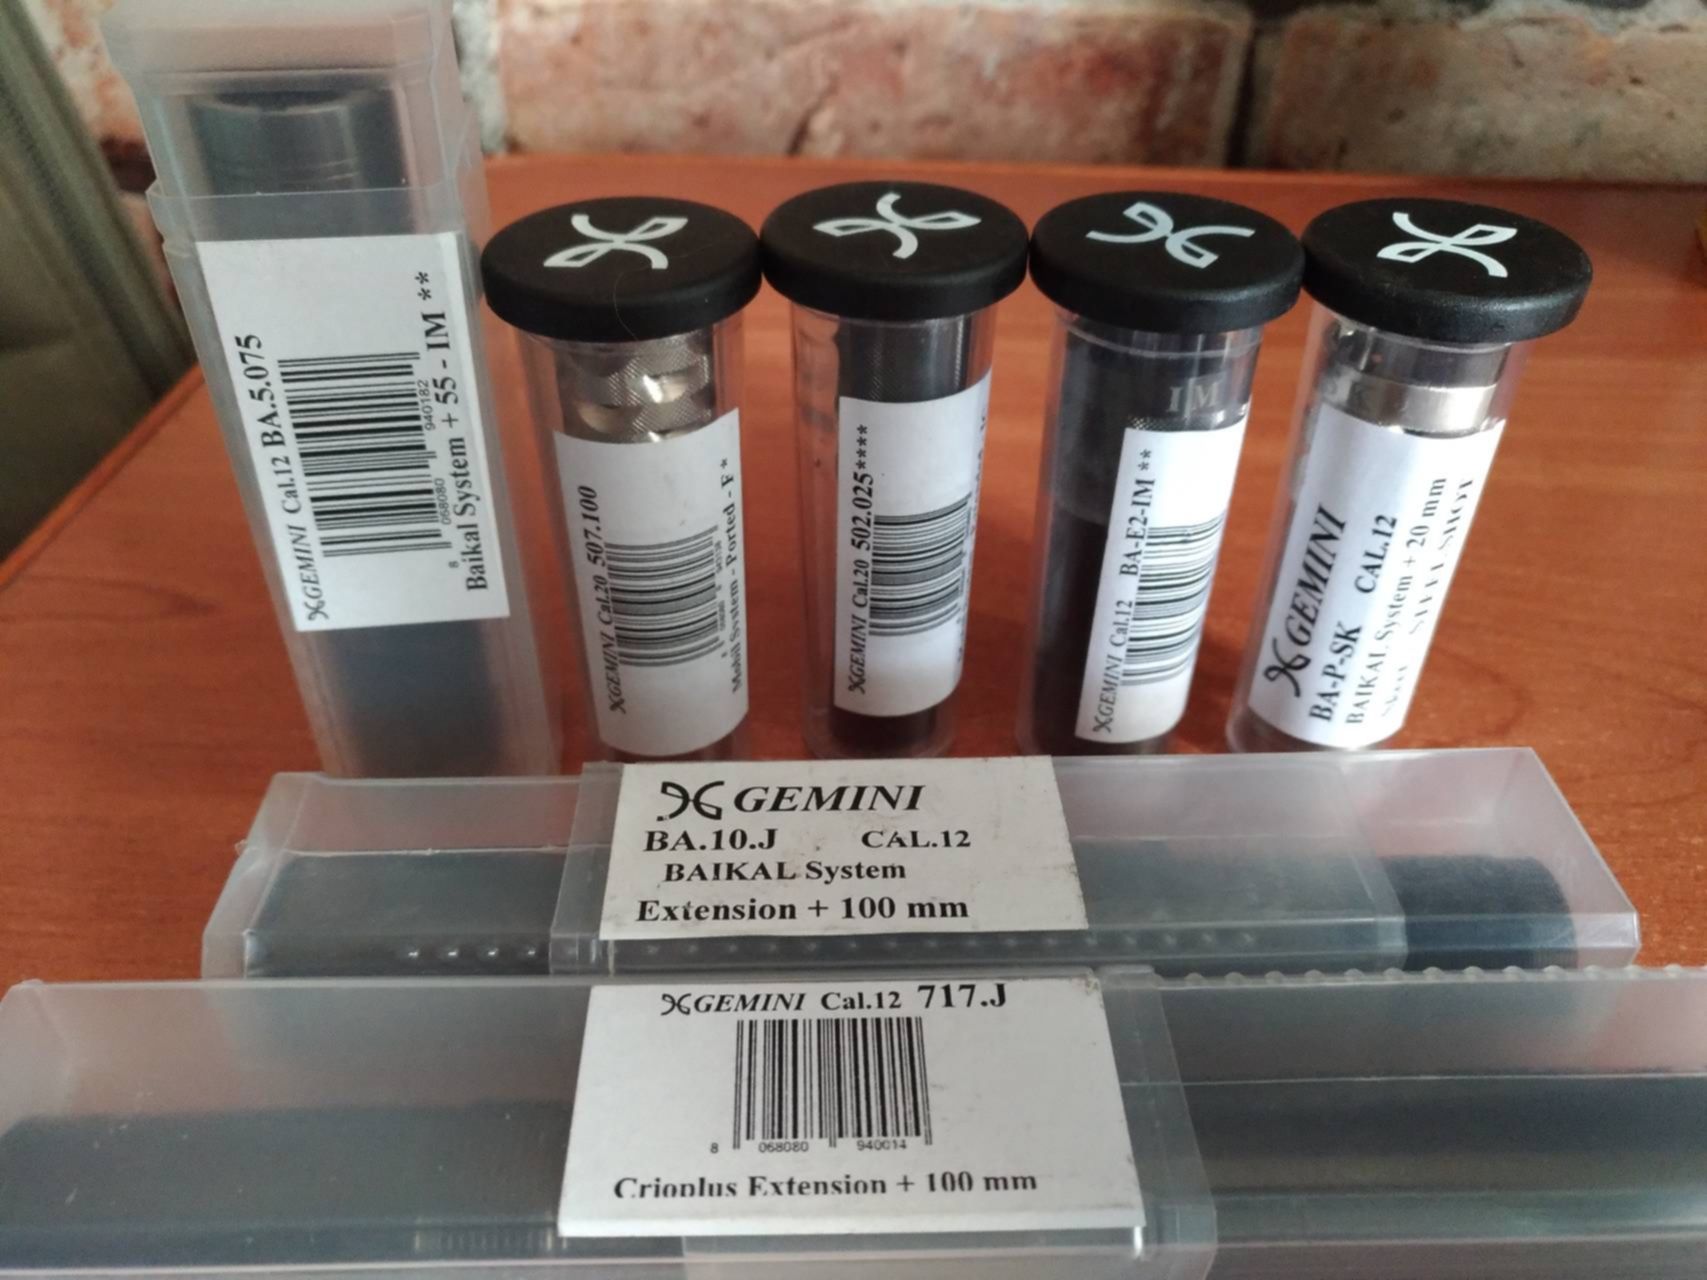 GEMINI Cal.12 BA.5.075
8 068080 940182
Baikal System + 55 - IM **
GEMINI Cal.20 507.100
Mobil System - Ported - F *
GEMINI Cal.20 502.025****
IM
GEMINI Cal.12 BA-E2-IM **
GEMINI
BA-P-SK CAL.12
BAIKAL System + 20 mm
GEMINI
BA.10.J CAL.12
BAIKAL System
Extension + 100 mm
GEMINI Cal.12 717.J
8 068080 940014
Crioplus Extension + 100 mm